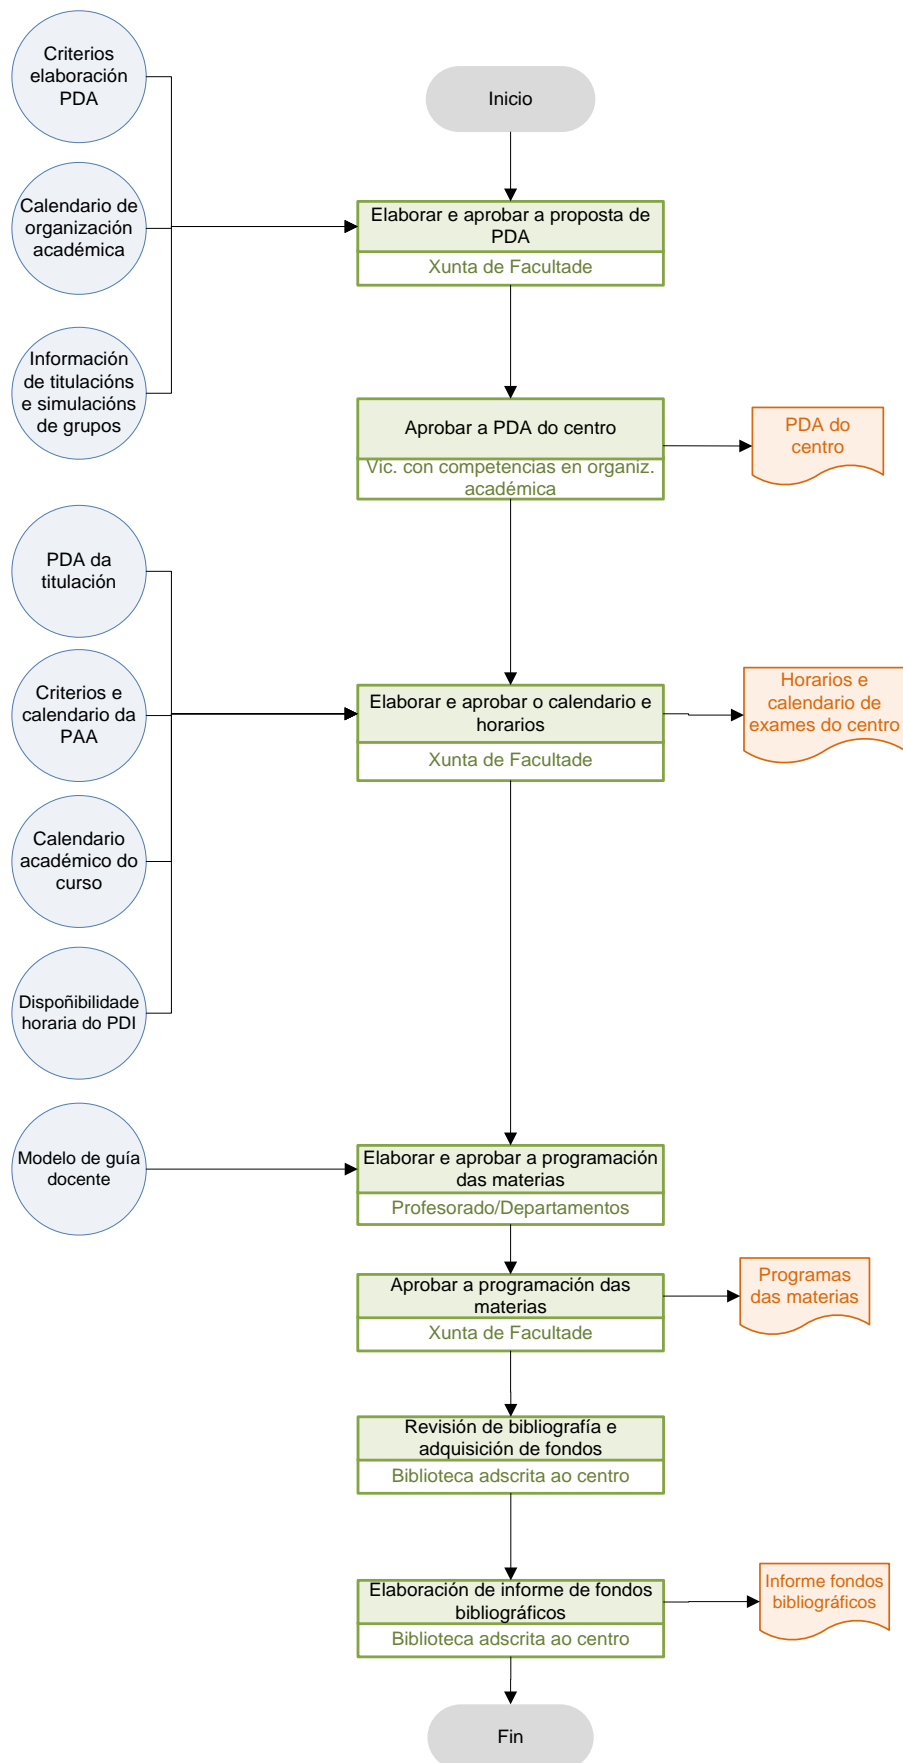 Criterios
elaboración
PDA
Inicio
Calendario de
organización
académica
Elaborar e aprobar a proposta de
PDA
Xunta de Facultade
Información
de titulacións
e simulacións
de grupos
Aprobar a PDA do centro
Vic. con competencias en organiz.
académica
PDA do
centro
PDA da
titulación
Criterios e
calendario da
PAA
Elaborar e aprobar o calendario e
horarios
Xunta de Facultade
Horarios e
calendario de
exames do centro
Calendario
académico do
curso
Dispoñibilidade
horaria do PDI
Modelo de guía
docente
Elaborar e aprobar a programación
das materias
Profesorado/Departamentos
Aprobar a programación das
materias
Xunta de Facultade
Programas
das materias
Revisión de bibliografía e
adquisición de fondos
Biblioteca adscrita ao centro
Elaboración de informe de fondos
bibliográficos
Biblioteca adscrita ao centro
Informe fondos
bibliográficos
Fin